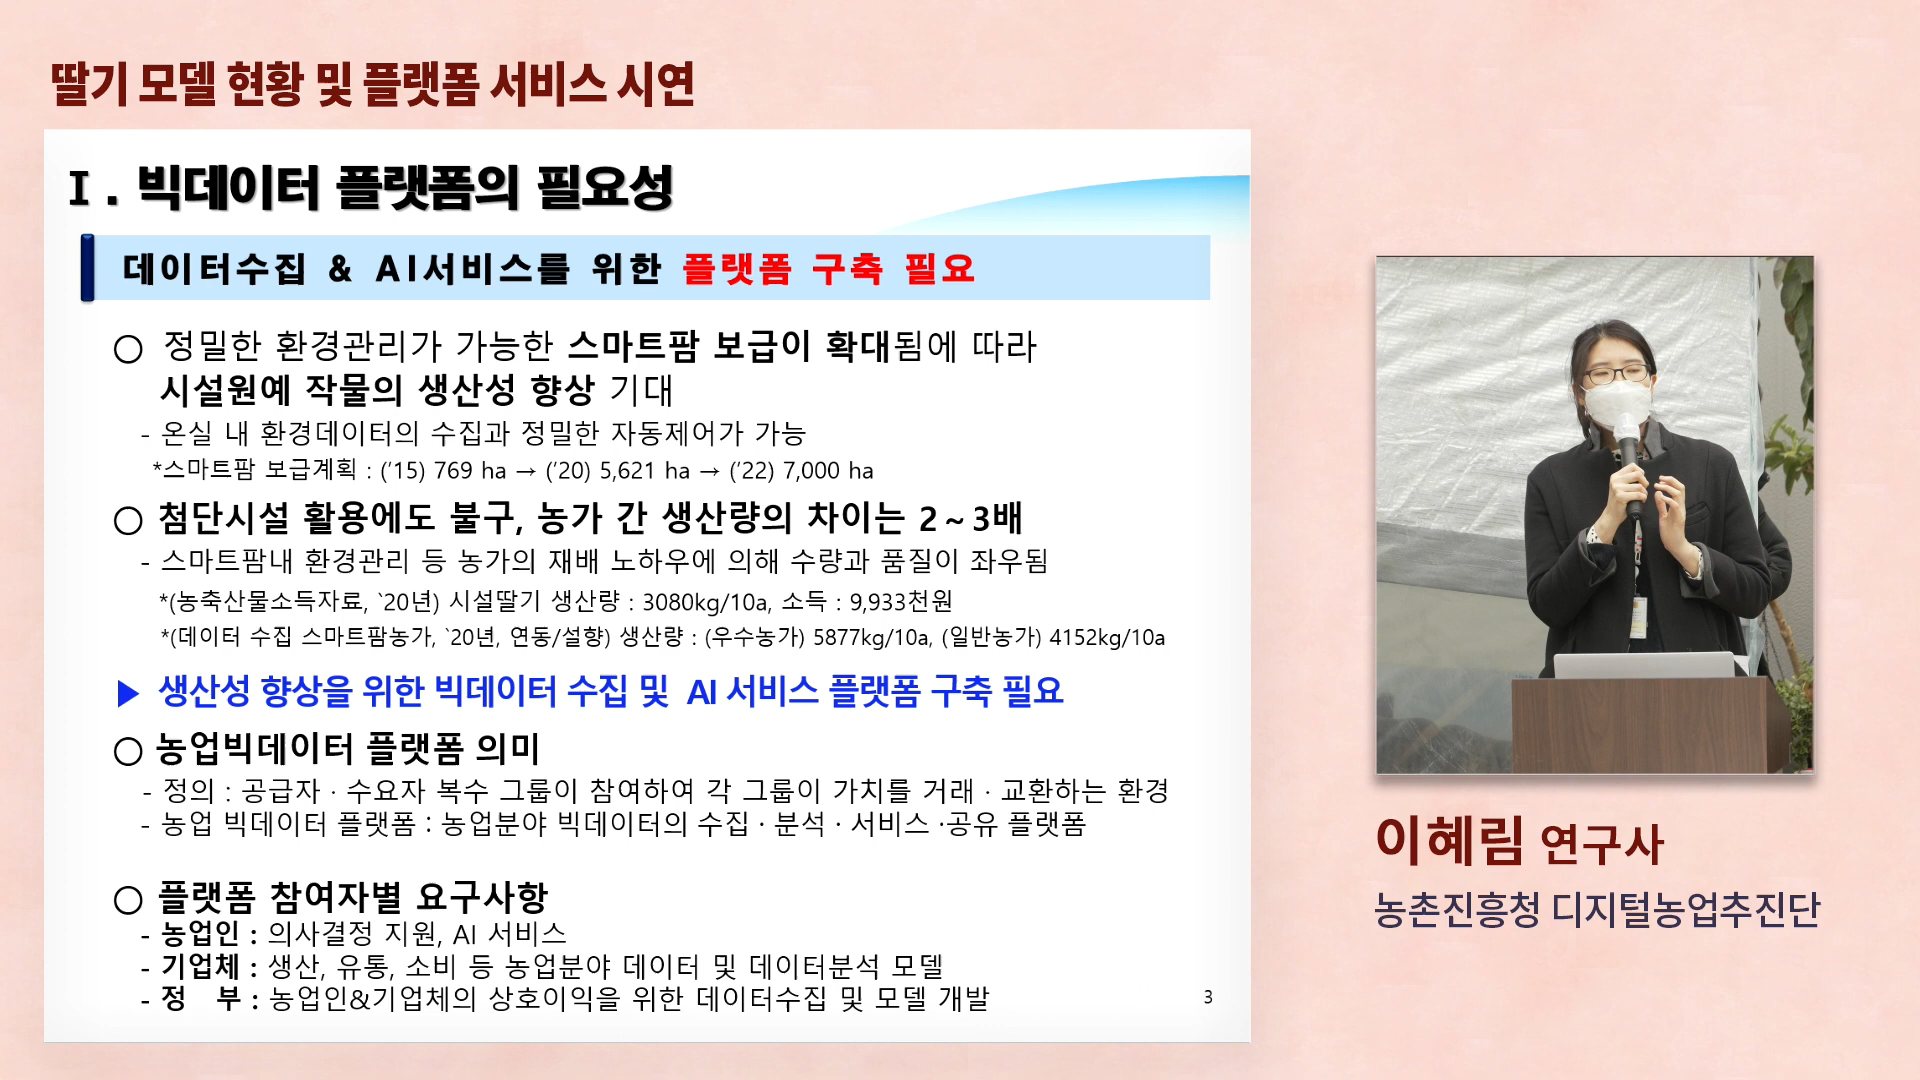 딸기 모델 현황 및 플랫폼 서비스 시연
Ⅰ. 빅데이터 플랫폼의 필요성
데이터수집 & AI서비스를 위한 플랫폼 구축 필요
○ 정밀한 환경관리가 가능한 스마트팜 보급이 확대됨에 따라
시설원예 작물의 생산성 향상 기대
- 온실 내 환경데이터의 수집과 정밀한 자동제어가 가능
*스마트팜 보급계획 : (’15) 769 ha → (’20) 5,621 ha → (’22) 7,000 ha
○ 첨단시설 활용에도 불구, 농가 간 생산량의 차이는 2~3배
- 스마트팜내 환경관리 등 농가의 재배 노하우에 의해 수량과 품질이 좌우됨
*(농축산물소득자료, `20년) 시설딸기 생산량 : 3080kg/10a, 소득 : 9,933천원
*(데이터 수집 스마트팜농가, `20년, 연동/설향) 생산량 : (우수농가) 5877kg/10a, (일반농가) 4152kg/10a
▶ 생산성 향상을 위한 빅데이터 수집 및 AI 서비스 플랫폼 구축 필요
○ 농업빅데이터 플랫폼 의미
- 정의 : 공급자 · 수요자 복수 그룹이 참여하여 각 그룹이 가치를 거래 · 교환하는 환경
- 농업 빅데이터 플랫폼 : 농업분야 빅데이터의 수집 · 분석 · 서비스 ·공유 플랫폼
○ 플랫폼 참여자별 요구사항
- 농업인 : 의사결정 지원, AI 서비스
- 기업체 : 생산, 유통, 소비 등 농업분야 데이터 및 데이터분석 모델
- 정 부 : 농업인&기업체의 상호이익을 위한 데이터수집 및 모델 개발
3
이혜림 연구사
농촌진흥청 디지털농업추진단